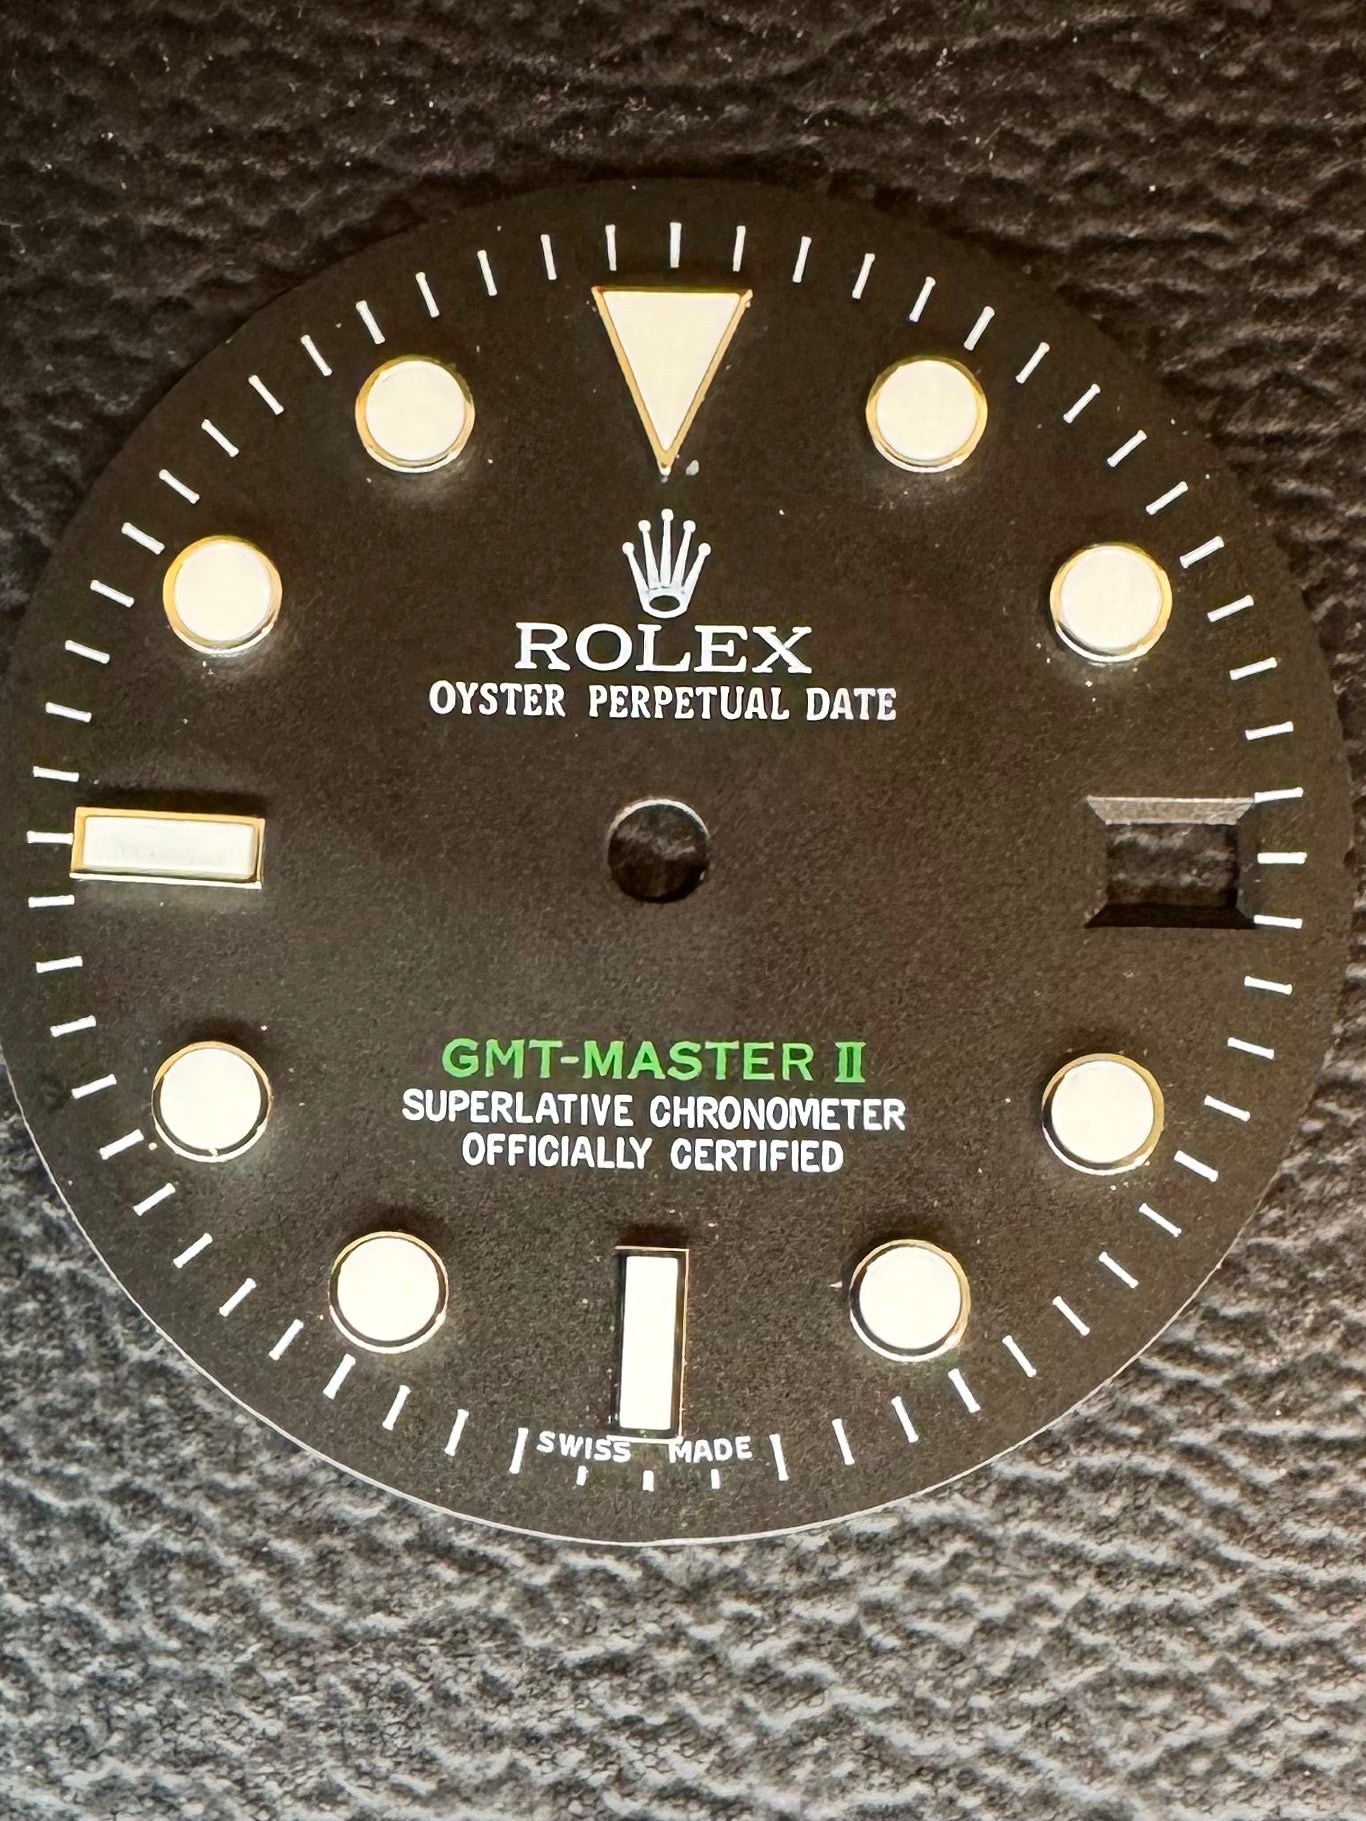 ROLEX
OYSTER PERPETUAL DATE
GMT-MASTER II
SUPERLATIVE CHRONOMETER
OFFICIALLY CERTIFIED
SWISS MADE